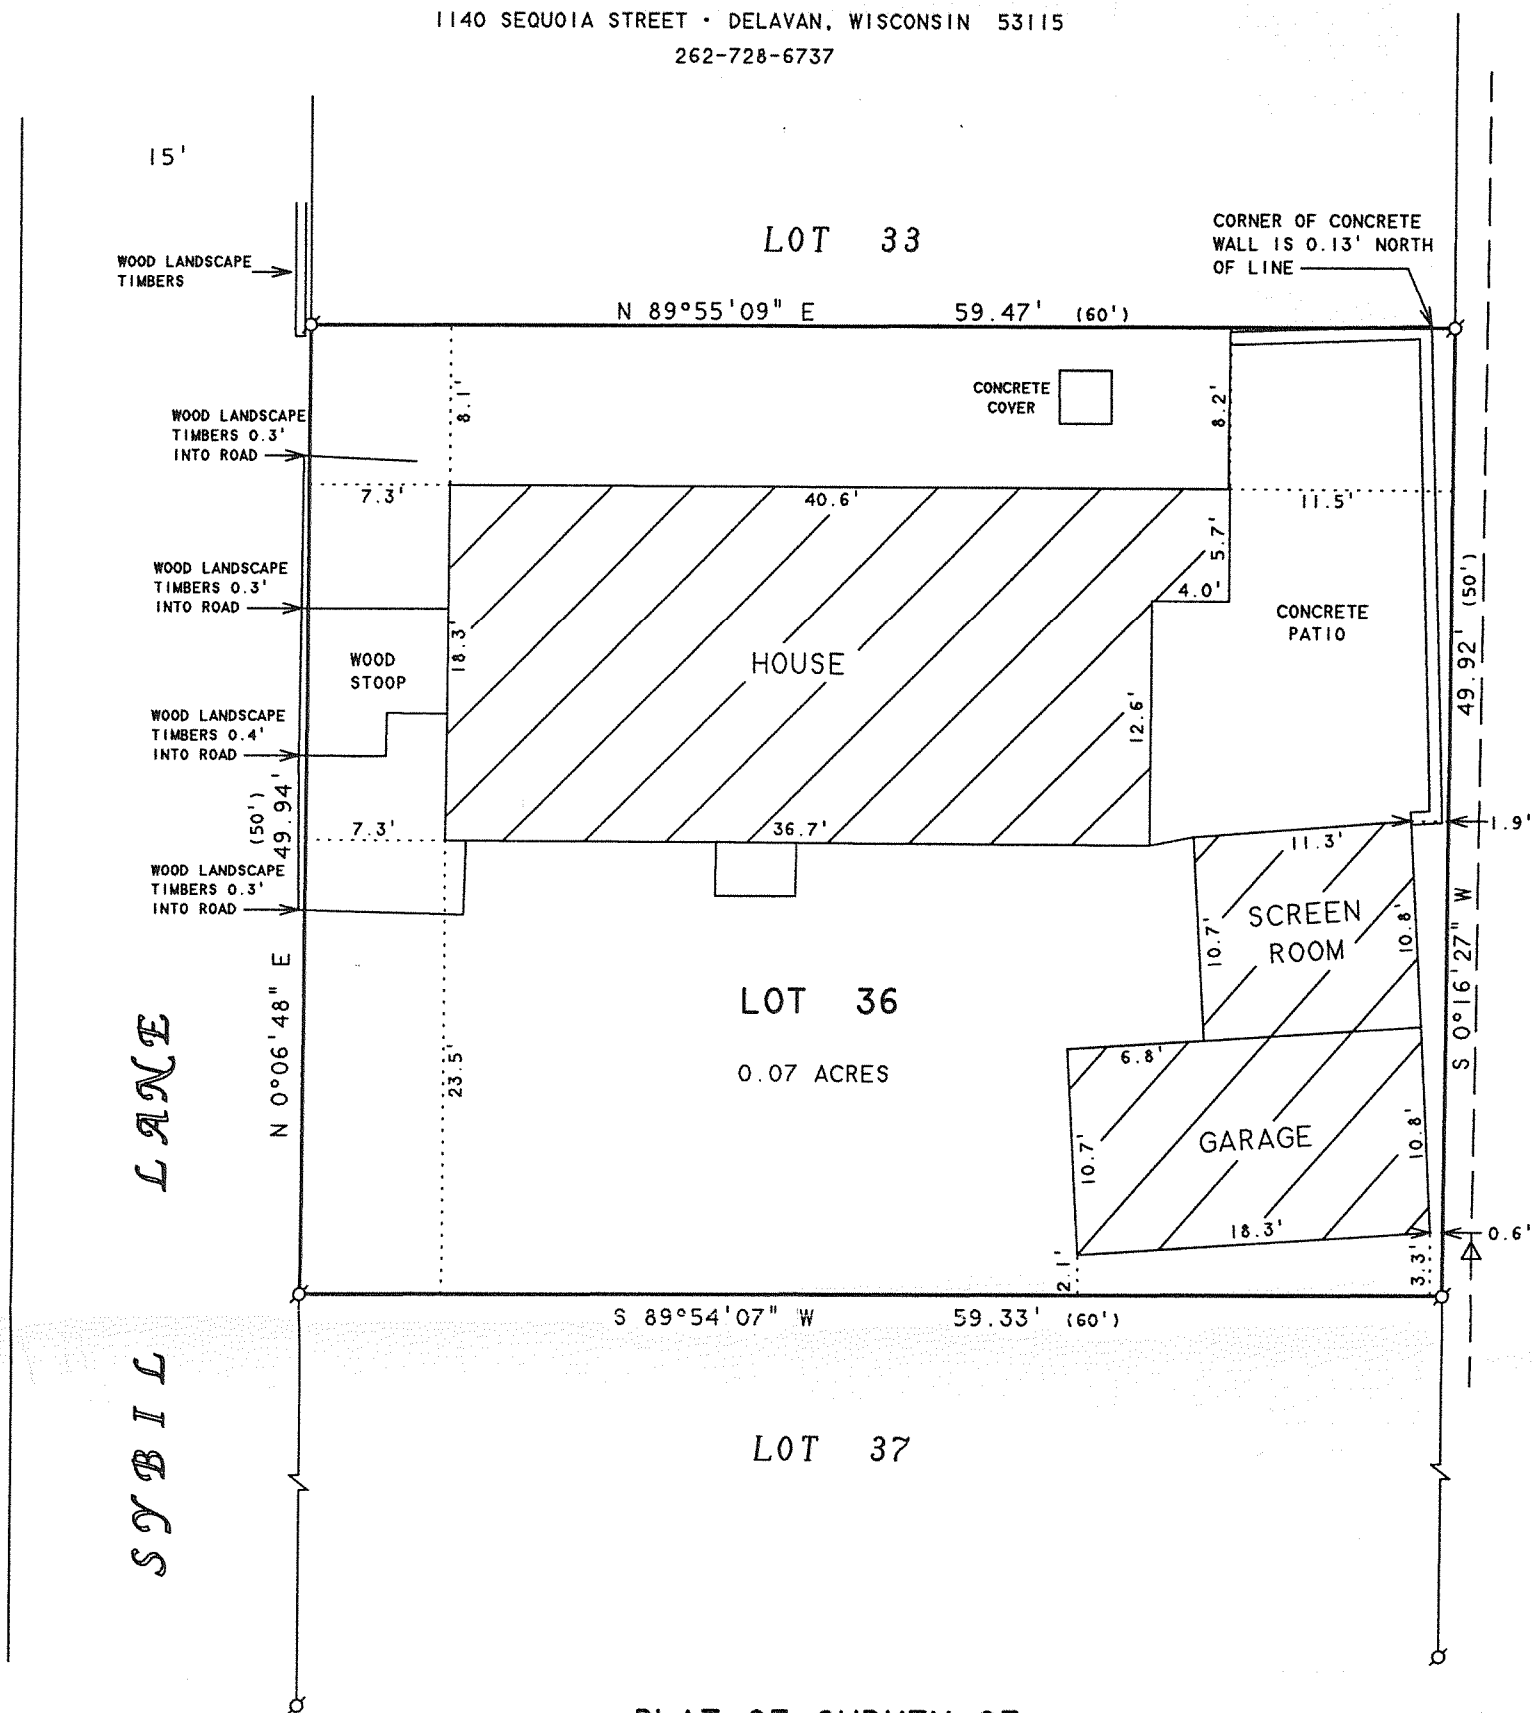 1140 SEQUOIA STREET · DELAVAN, WISCONSIN 53115
262-728-6737
15'
LOT 33
CORNER OF CONCRETE
WALL IS 0.13' NORTH
OF LINE
WOOD LANDSCAPE
TIMBERS
N 89°55'09" E 59.47' (60')
8.1'
CONCRETE
COVER
8.2'
WOOD LANDSCAPE
TIMBERS 0.3'
INTO ROAD
7.3'
40.6'
11.5'
5.7'
4.0'
WOOD LANDSCAPE
TIMBERS 0.3'
INTO ROAD
18.3'
HOUSE
CONCRETE
PATIO
49.92' (50')
WOOD
STOOP
12.6'
WOOD LANDSCAPE
TIMBERS 0.4'
INTO ROAD
(50')
49.94'
7.3'
36.7'
1.9'
11.3'
WOOD LANDSCAPE
TIMBERS 0.3'
INTO ROAD
SCREEN
ROOM
10.7'
10.8'
S 0°16'27" W
N 0°06'48" E
LOT 36
0.07 ACRES
23.5'
6.8'
GARAGE
10.7'
10.8'
18.3'
0.6'
2.1'
3.3'
S 89°54'07" W 59.33' (60')
SYBIL LANE
LOT 37
PLAT OF SURVEY OF